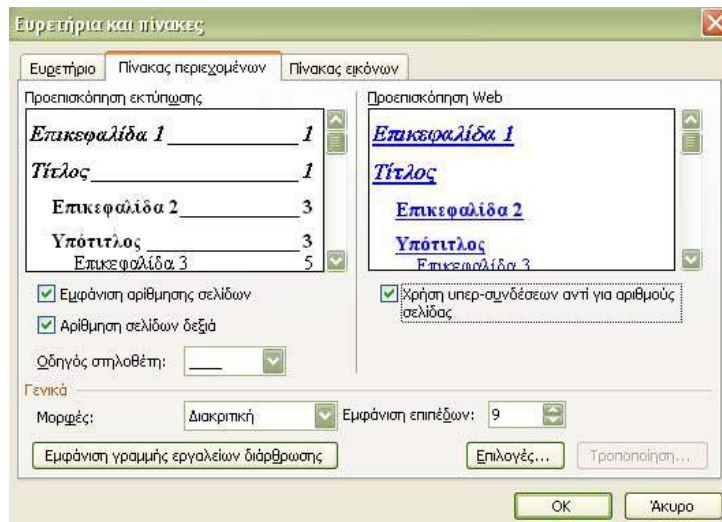 Ευρετήρια και πίνακες
Ευρετήριο Πίνακας περιεχομένων Πίνακας εικόνων
Προεπισκόπηση εκτύπωσης
Επικεφαλίδα 1 1
Τίτλος 1
Επικεφαλίδα 2 3
Υπότιτλος 3
Επικεφαλίδα 3 5
Προεπισκόπηση Web
Επικεφαλίδα 1
Τίτλος
Επικεφαλίδα 2
Υπότιτλος
Επικεφαλίδα 3
Εμφάνιση αρίθμησης σελίδων
Αρίθμηση σελίδων δεξιά
Χρήση υπερ-συνδέσεων αντί για αριθμούς
σελίδας
Οδηγός στηλοθέτη: ____
Γενικά
Μορφές: Διακριτική Εμφάνιση επιπέδων: 9
Εμφάνιση γραμμής εργαλείων διάρθρωσης Επιλογές... Τροποποίηση...
OK Άκυρο